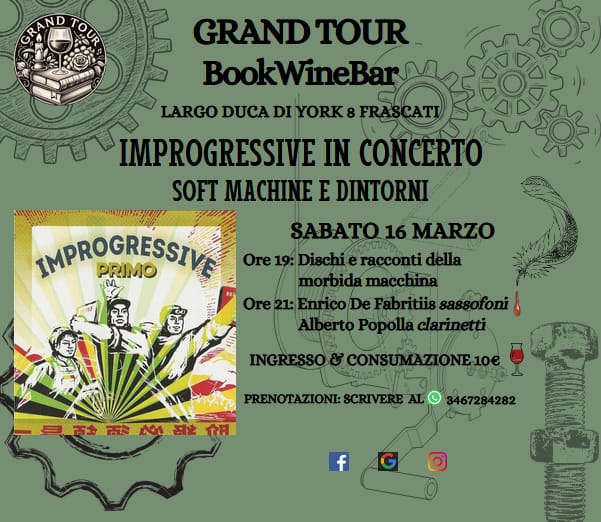 GRAND TOUR
GRAND TOUR
BookWineBar
LARGO DUCA DI YORK 8 FRASCATI
IMPROGRESSIVE IN CONCERTO
SOFT MACHINE E DINTORNI
IMPROGRESSIVE
PRIMO
SABATO 16 MARZO
Ore 19: Dischi e racconti della
morbida macchina
Ore 21: Enrico De Fabritiis sassofoni
Alberto Popolla clarinetti
INGRESSO & CONSUMAZIONE 10€
PRENOTAZIONI: SCRIVERE AL 3467284282